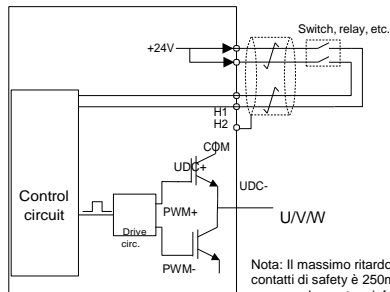 Switch, relay, etc.
+24V
H1
H2
COM
UDC+
UDC-
Control
circuit
PWM+
U/V/W
Drive
circ.
PWM-
Nota: Il massimo ritardo
contatti di safety è